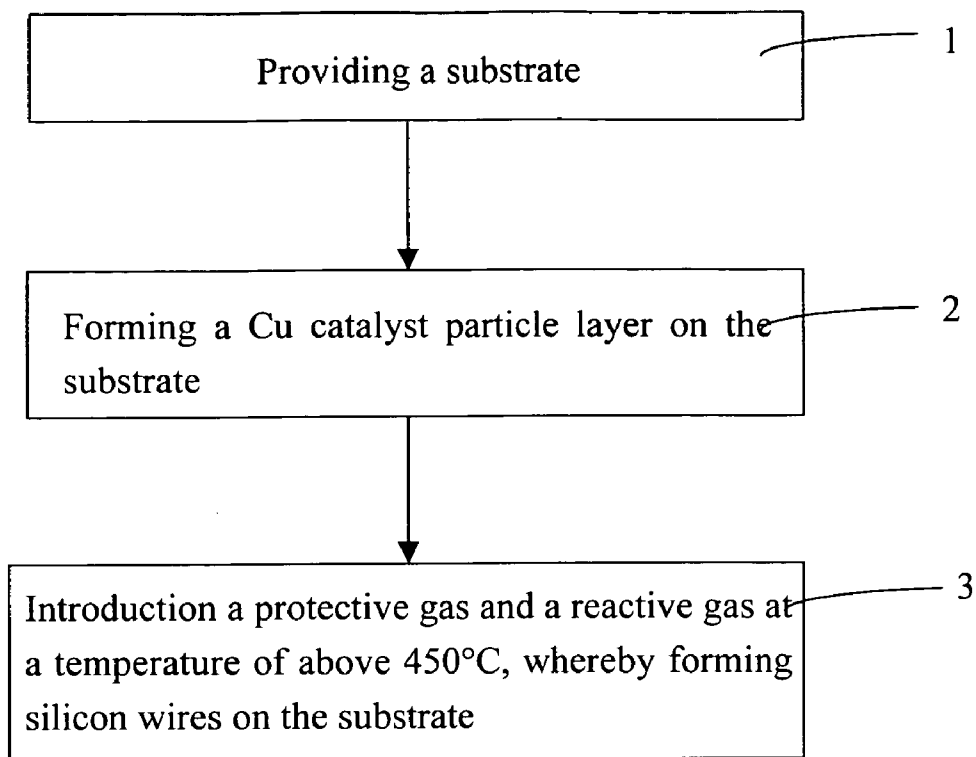 Providing a substrate
1
Forming a Cu catalyst particle layer on the
substrate
2
Introduction a protective gas and a reactive gas at
a temperature of above 450°C, whereby forming
silicon wires on the substrate
3